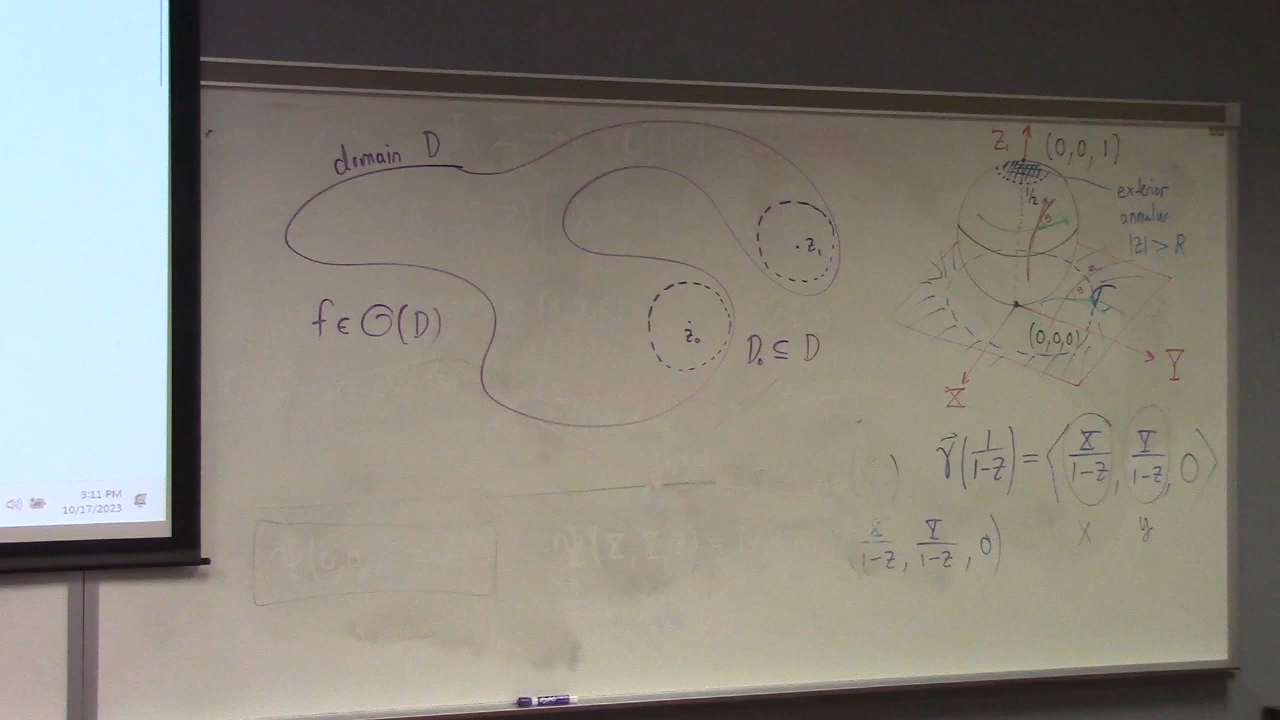 domain D
z₁
f ∈ O(D)
z₀
D₀ ⊆ D
Z
(0,0,1)
1/2
θ
exterior
annular
|z| > R
θ
(0,0,0)
X
Y
γ⃗(1/(1-Z)) = ⟨X/(1-Z), Y/(1-Z), 0⟩
x y
X/(1-Z), Y/(1-Z), 0)
3:11 PM
10/17/2023